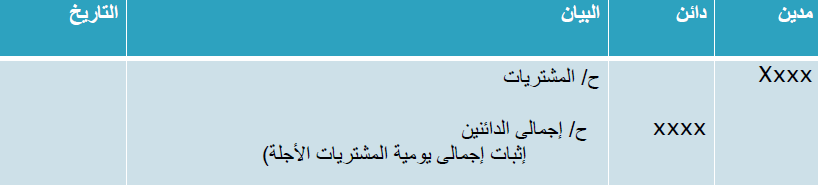 مدين دائن البيان التاريخ
Xxxx ح/ المشتريات
xxxx ح/ إجمالى الدائنين
إثبات إجمالى يومية المشتريات الأجلة)